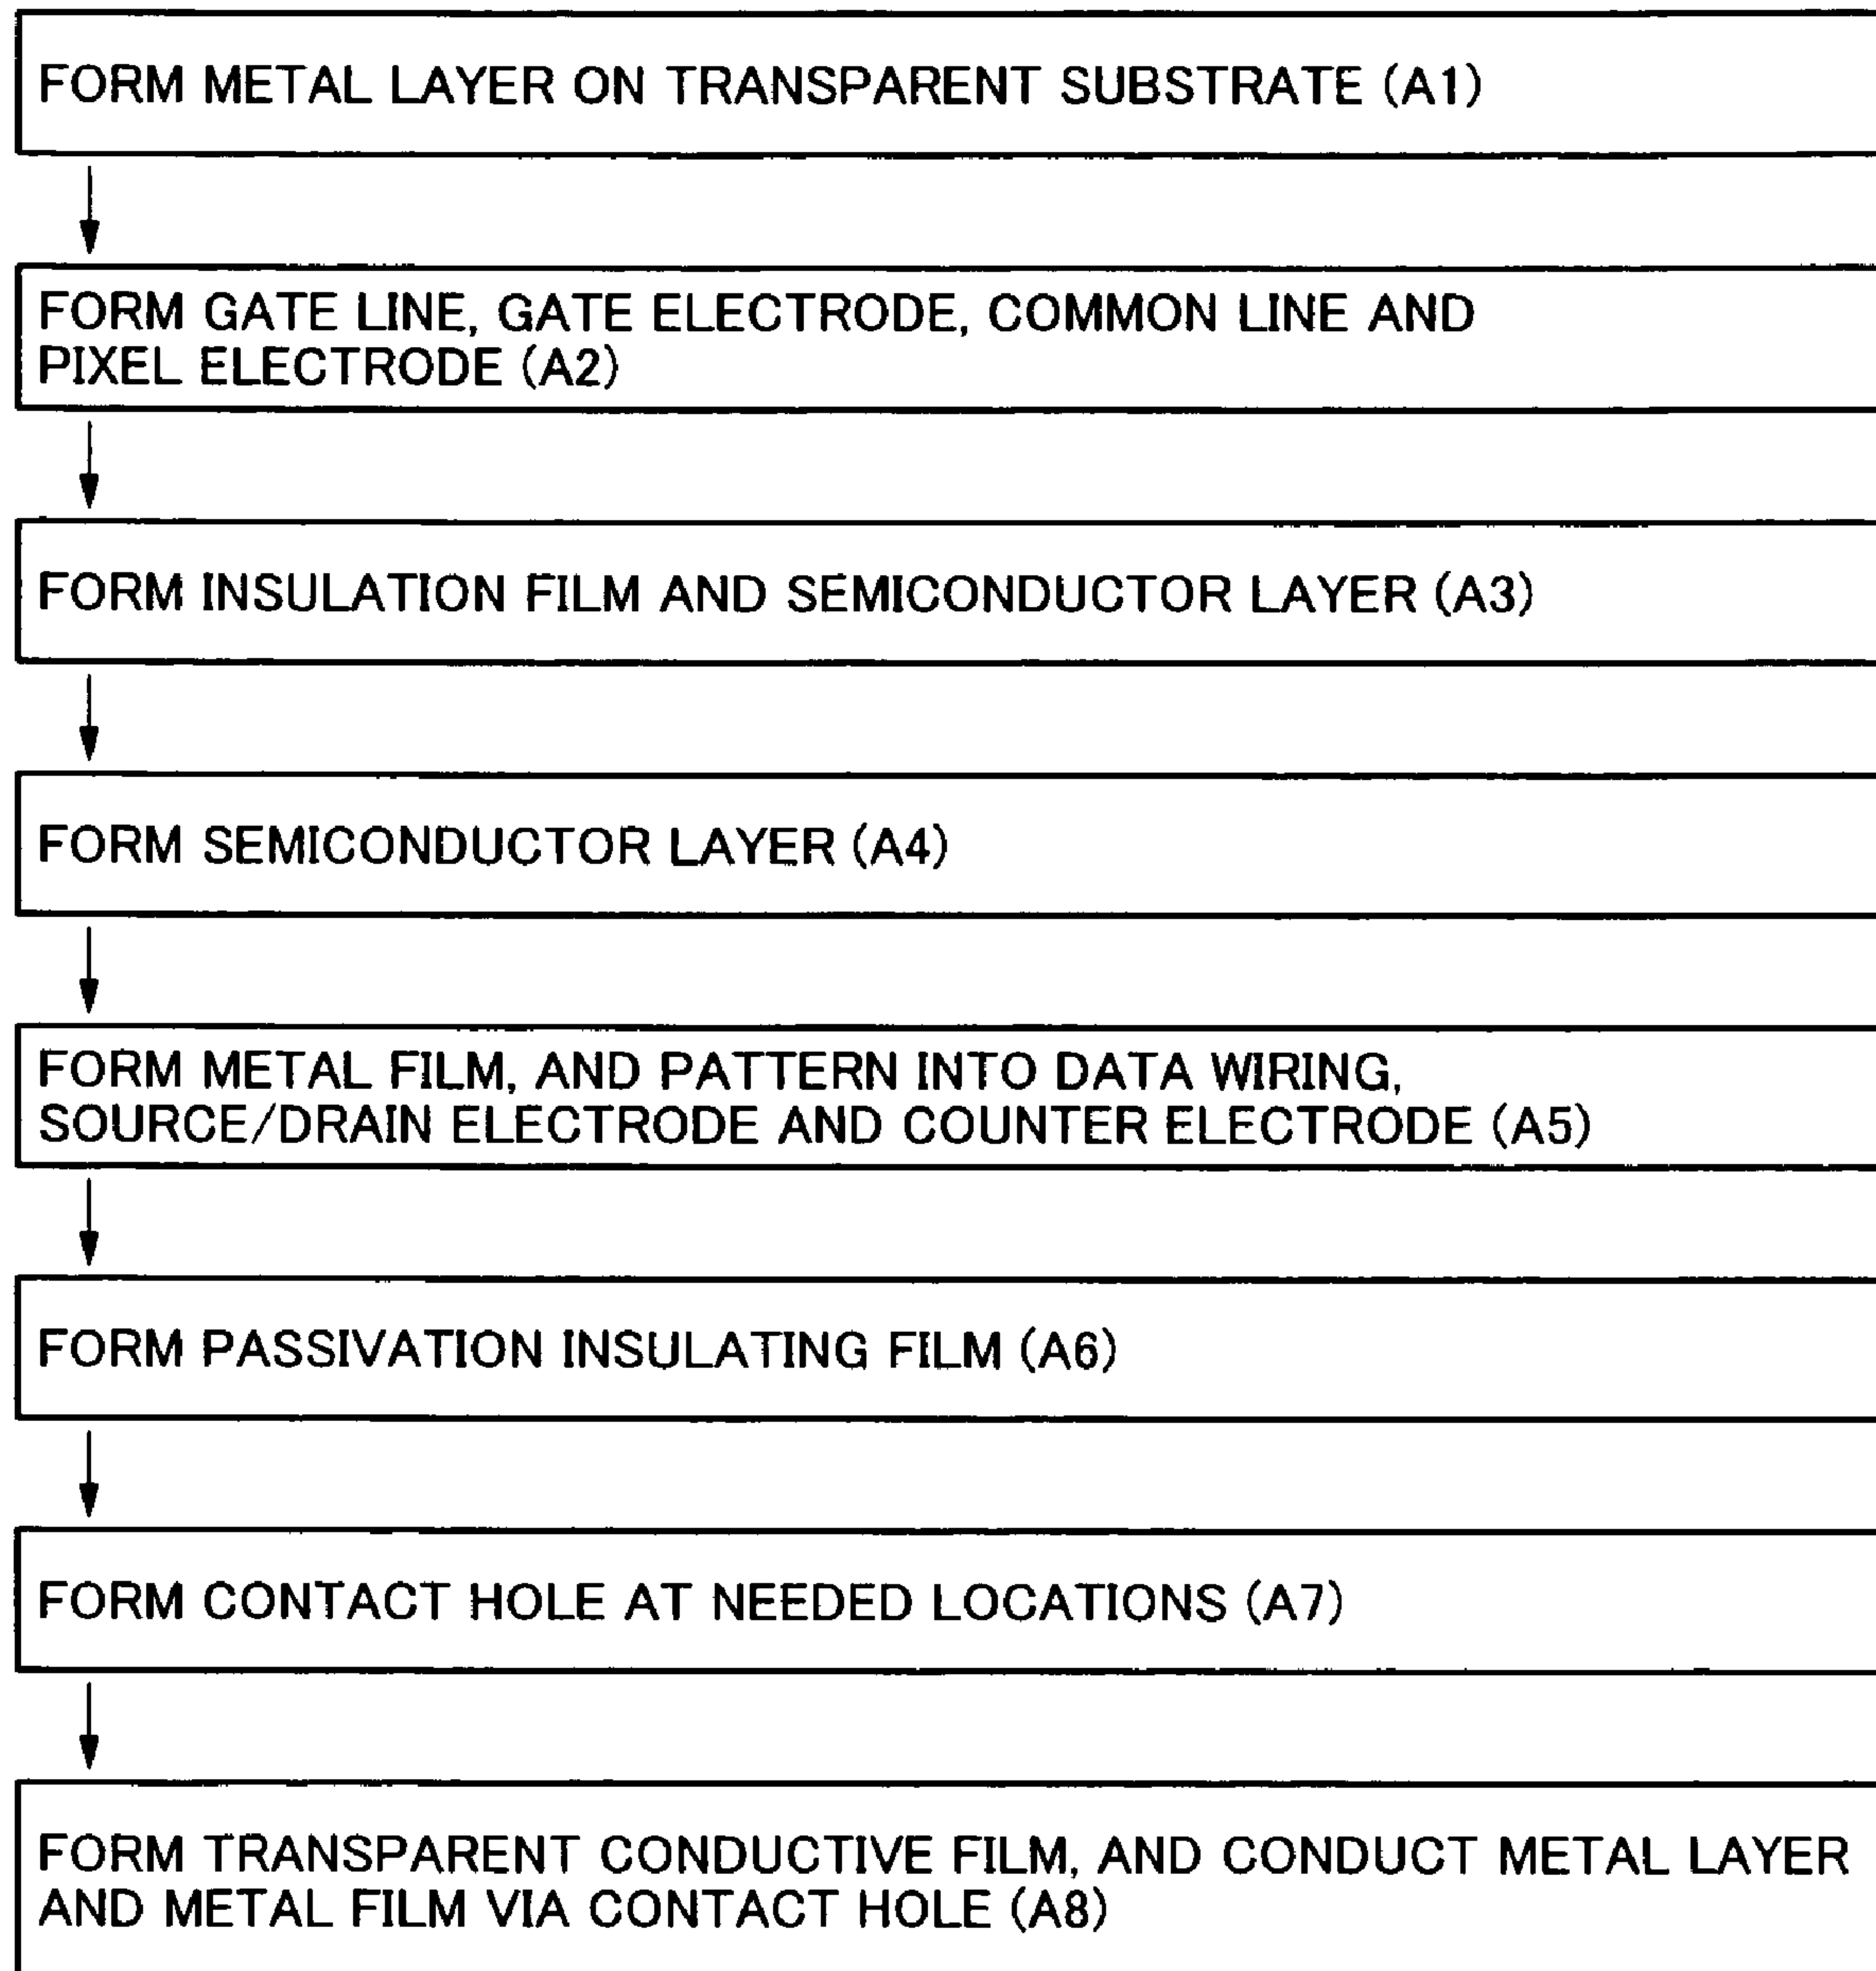 FORM METAL LAYER ON TRANSPARENT SUBSTRATE (A1)
FORM GATE LINE, GATE ELECTRODE, COMMON LINE AND
PIXEL ELECTRODE (A2)
FORM INSULATION FILM AND SEMICONDUCTOR LAYER (A3)
FORM SEMICONDUCTOR LAYER (A4)
FORM METAL FILM, AND PATTERN INTO DATA WIRING,
SOURCE/DRAIN ELECTRODE AND COUNTER ELECTRODE (A5)
FORM PASSIVATION INSULATING FILM (A6)
FORM CONTACT HOLE AT NEEDED LOCATIONS (A7)
FORM TRANSPARENT CONDUCTIVE FILM, AND CONDUCT METAL LAYER
AND METAL FILM VIA CONTACT HOLE (A8)